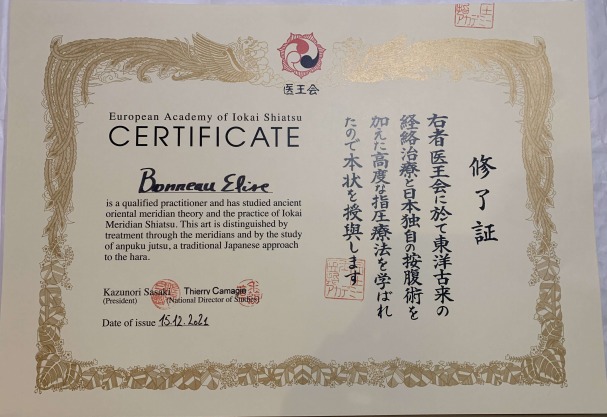 医王会
European Academy of Iokai Shiatsu
CERTIFICATE
Bonneau Elise
is a qualified practitioner and has studied ancient
oriental meridian theory and the practice of Iokai
Meridian Shiatsu. This art is distinguished by
treatment through the meridians and by the study
of anpuku jutsu, a traditional Japanese approach
to the hara.
Kazunori Sasaki
(President)
Thierry Camagie
(National Director of Studies)
Date of issue 15.12.2021
修了証
右者医王会に於て東洋古来の
経絡治療と日本独自の按腹術を
加えた高度な指圧療法を学ばれ
たので本状を授與します